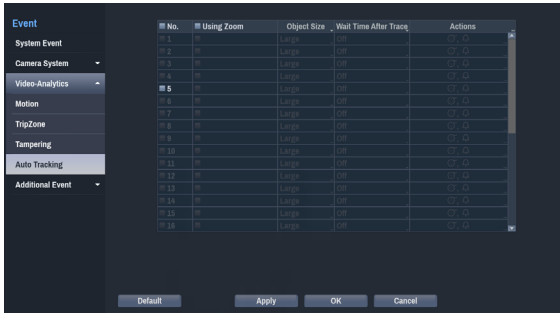 Event
System Event
Camera System
Video-Analytics
Motion
TripZone
Tampering
Auto Tracking
Additional Event
No. Using Zoom Object Size Wait Time After Trace Actions
1 Large Off
2 Large Off
3 Large Off
4 Large Off
5
6 Large Off
7 Large Off
8 Large Off
9 Large Off
10 Large Off
11 Large Off
12 Large Off
13 Large Off
14 Large Off
15 Large Off
16 Large Off
Default Apply OK Cancel